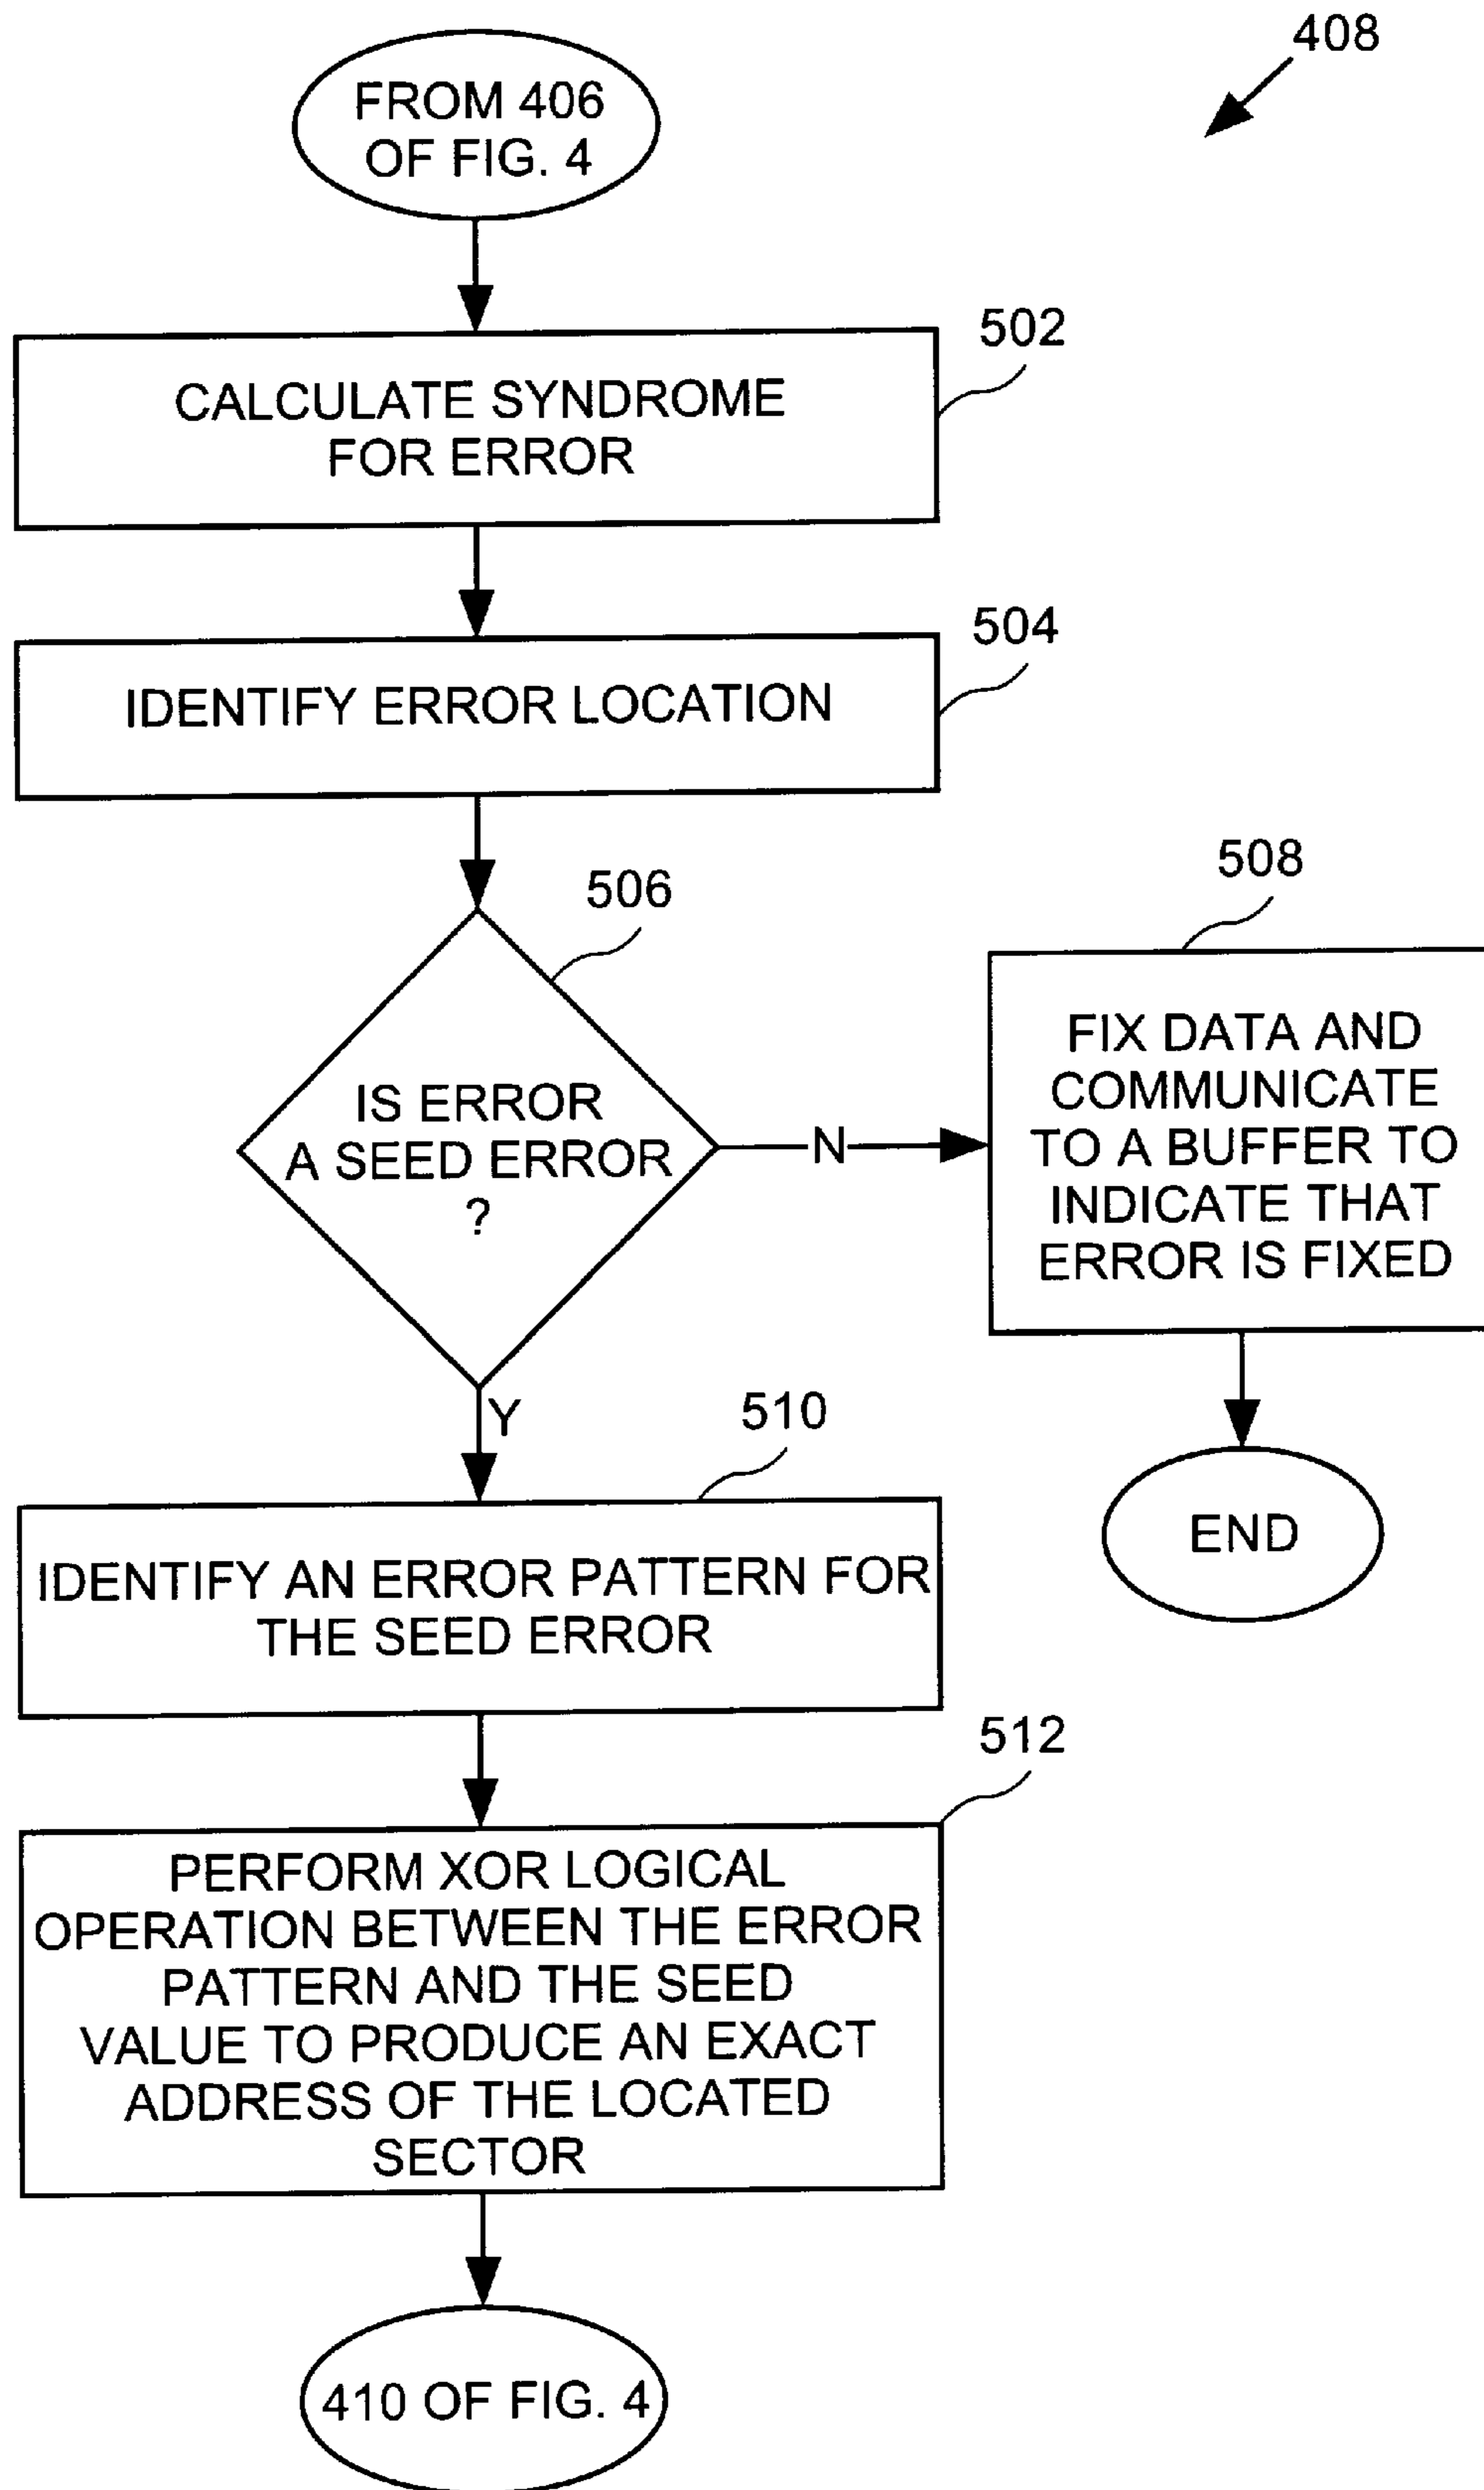 408
FROM 406
OF FIG. 4
502
CALCULATE SYNDROME
FOR ERROR
504
IDENTIFY ERROR LOCATION
506
IS ERROR
A SEED ERROR
?
N
508
FIX DATA AND
COMMUNICATE
TO A BUFFER TO
INDICATE THAT
ERROR IS FIXED
END
Y
510
IDENTIFY AN ERROR PATTERN FOR
THE SEED ERROR
512
PERFORM XOR LOGICAL
OPERATION BETWEEN THE ERROR
PATTERN AND THE SEED
VALUE TO PRODUCE AN EXACT
ADDRESS OF THE LOCATED
SECTOR
410 OF FIG. 4